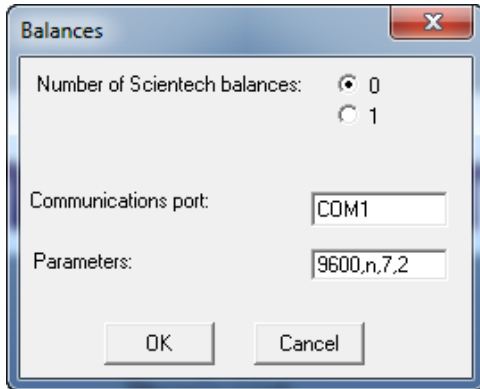 Balances
Number of Scientech balances: 0
1
Communications port: COM1
Parameters: 9600,n,7,2
OK Cancel